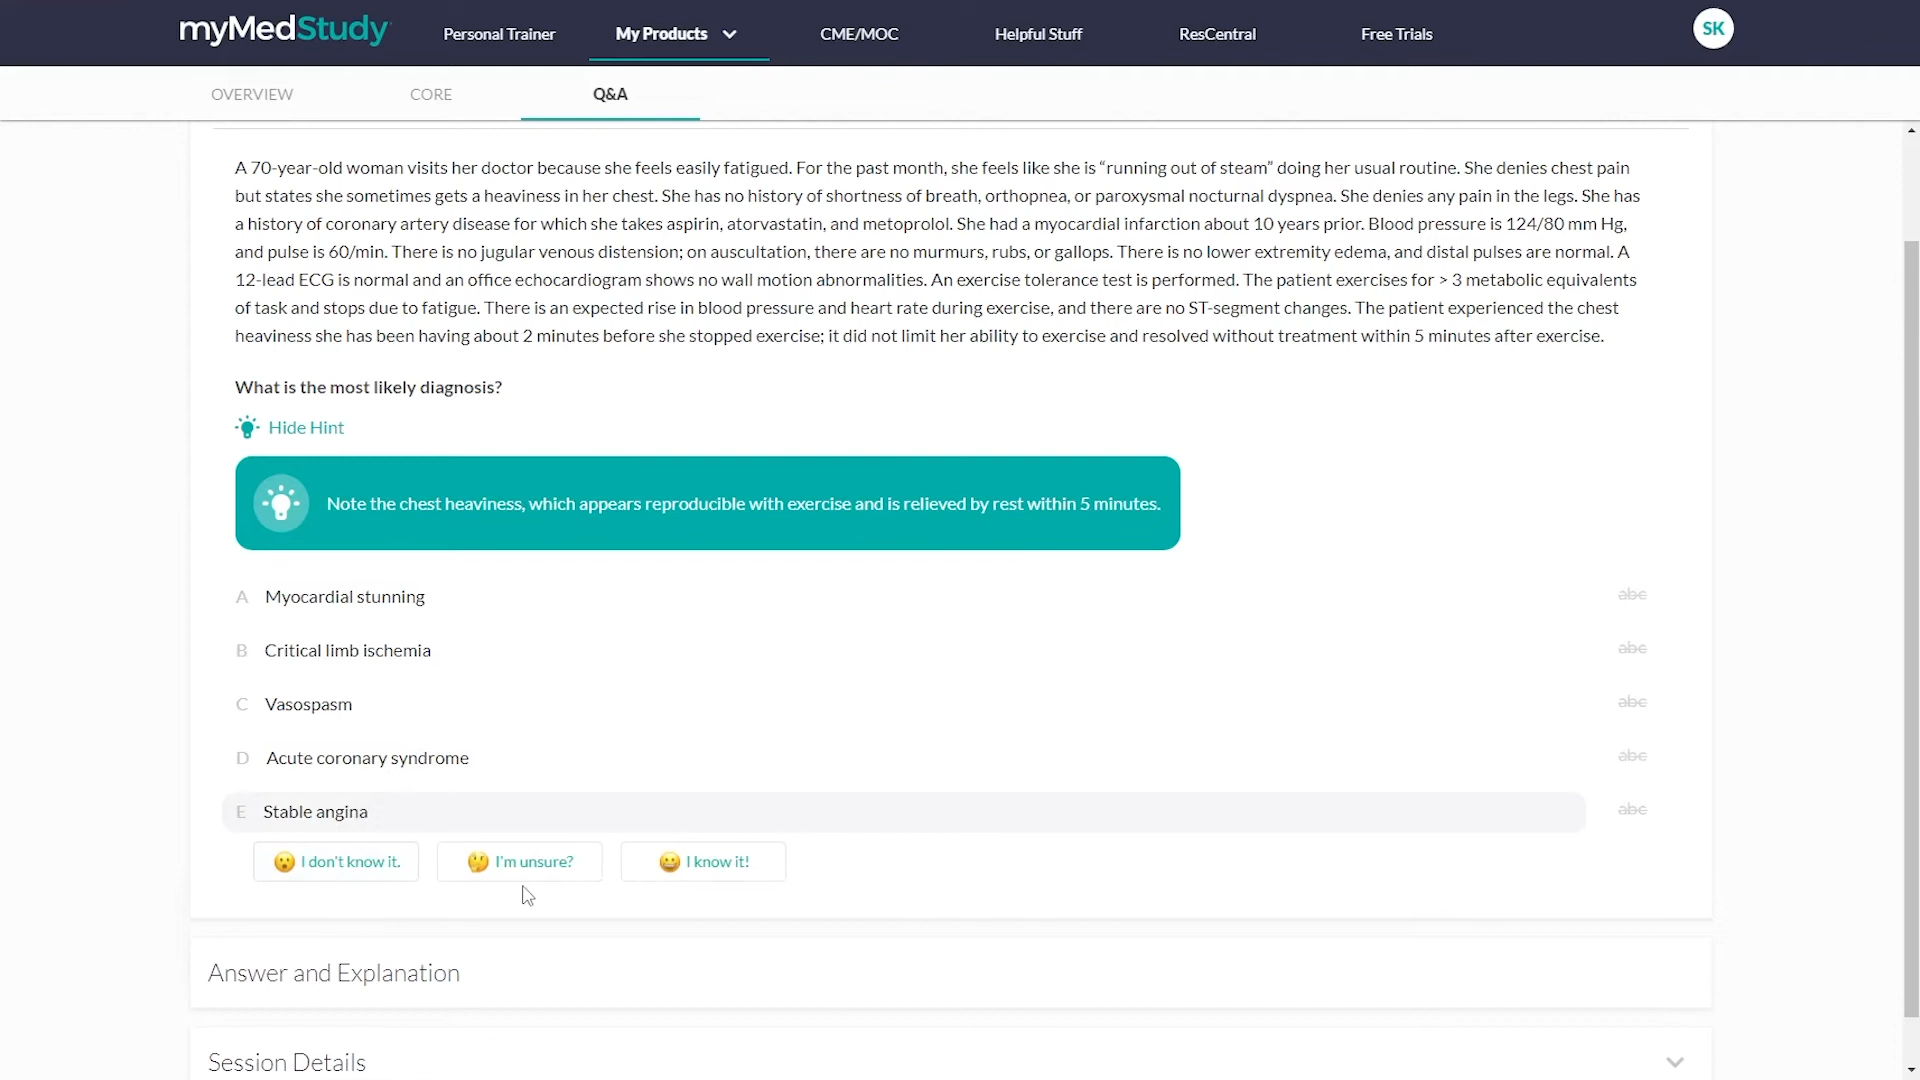 myMedStudy
Personal Trainer
My Products
CME/MOC
Helpful Stuff
ResCentral
Free Trials
SK
OVERVIEW
CORE
Q&A
A 70-year-old woman visits her doctor because she feels easily fatigued. For the past month, she feels like she is “running out of steam” doing her usual routine. She denies chest pain
but states she sometimes gets a heaviness in her chest. She has no history of shortness of breath, orthopnea, or paroxysmal nocturnal dyspnea. She denies any pain in the legs. She has
a history of coronary artery disease for which she takes aspirin, atorvastatin, and metoprolol. She had a myocardial infarction about 10 years prior. Blood pressure is 124/80 mm Hg,
and pulse is 60/min. There is no jugular venous distension; on auscultation, there are no murmurs, rubs, or gallops. There is no lower extremity edema, and distal pulses are normal. A
12-lead ECG is normal and an office echocardiogram shows no wall motion abnormalities. An exercise tolerance test is performed. The patient exercises for > 3 metabolic equivalents
of task and stops due to fatigue. There is an expected rise in blood pressure and heart rate during exercise, and there are no ST-segment changes. The patient experienced the chest
heaviness she has been having about 2 minutes before she stopped exercise; it did not limit her ability to exercise and resolved without treatment within 5 minutes after exercise.
What is the most likely diagnosis?
Hide Hint
Note the chest heaviness, which appears reproducible with exercise and is relieved by rest within 5 minutes.
A Myocardial stunning abc
B Critical limb ischemia abc
C Vasospasm abc
D Acute coronary syndrome abc
E Stable angina abc
I don't know it.
I'm unsure?
I know it!
Answer and Explanation
Session Details